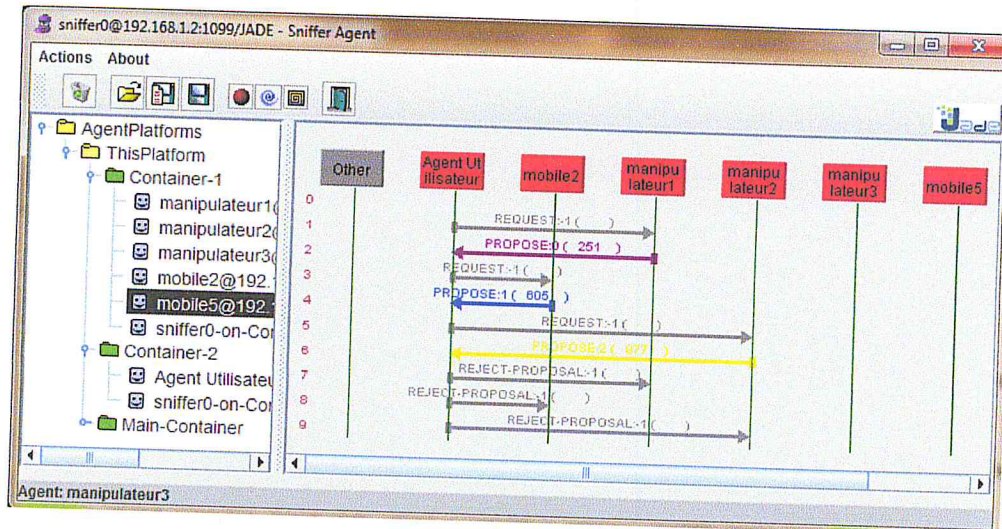 sniffer0@192.168.1.2:1099/JADE - Sniffer Agent
Actions About
Jade
AgentPlatforms
ThisPlatform
Container-1
manipulateur1(
manipulateur2@
manipulateur3@
mobile2@192.
mobile5@192.
sniffer0-on-Cor
Container-2
Agent Utilisateu
sniffer0-on-Cor
Main-Container
Other
Agent Ut
ilisateur
mobile2
manipu
lateur1
manipu
lateur2
manipu
lateur3
mobile5
0
1 REQUEST:-1 ( )
2 PROPOSE:0 ( 251 )
3 REQUEST:-1 ( )
4 PROPOSE:1 ( 605 )
5 REQUEST:-1 ( )
6 PROPOSE:2 ( 677 )
7 REJECT-PROPOSAL:-1 ( )
8 REJECT-PROPOSAL:-1 ( )
9 REJECT-PROPOSAL:-1 ( )
Agent: manipulateur3